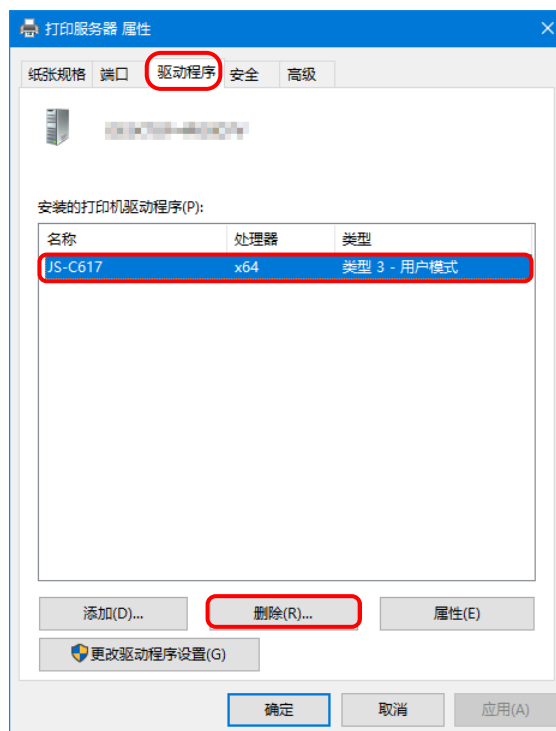 打印服务器 属性
纸张规格 端口 驱动程序 安全 高级
安装的打印机驱动程序(P):
名称 处理器 类型
JS-C617 x64 类型 3 - 用户模式
添加(D)... 删除(R)... 属性(E)
更改驱动程序设置(G)
确定 取消 应用(A)